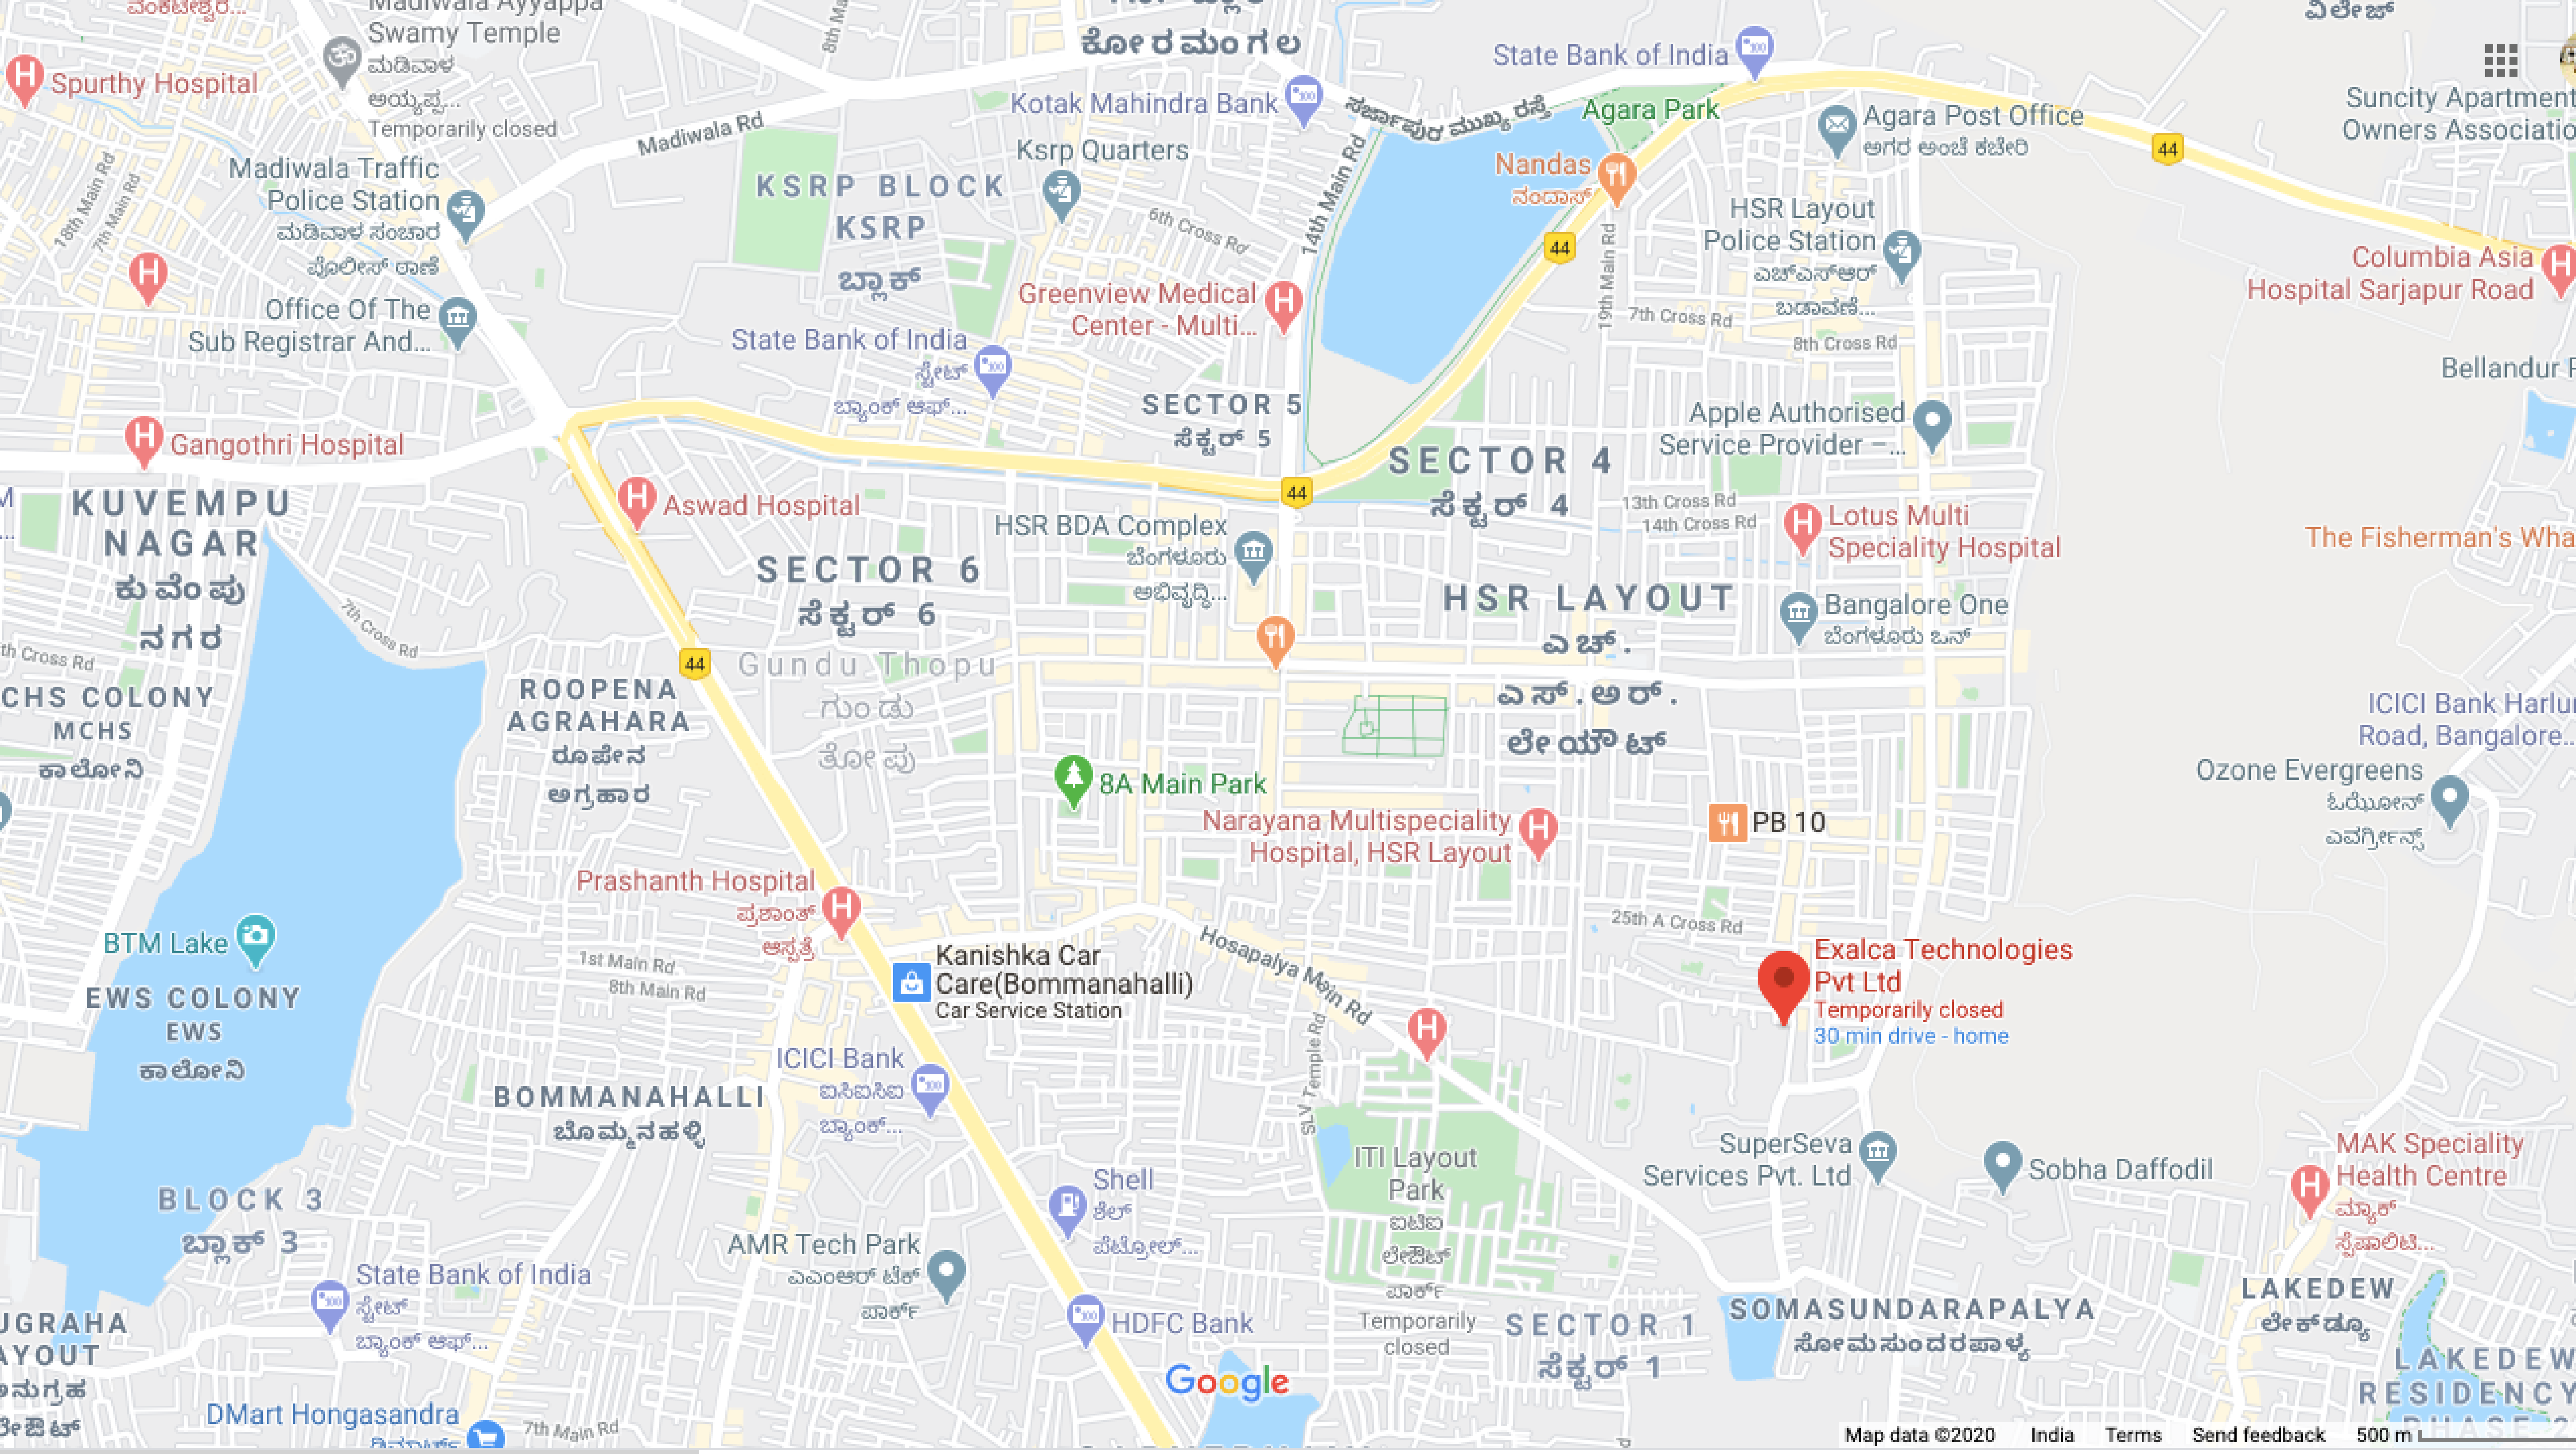 Madiwala Ayyappa
Swamy Temple
ಮಡಿವಾಳ
ಅಯ್ಯಪ್ಪ...
Temporarily closed
Spurthy Hospital
8th Ma
ಕೋರಮಂಗಲ
Kotak Mahindra Bank
ಸರ್ಜಾಪುರ ಮುಖ್ಯ ರಸ್ತೆ
State Bank of India
Agara Park
Agara Post Office
ಅಗರ ಅಂಚೆ ಕಚೇರಿ
ವಿಲೇಜ್
Suncity Apartment
Owners Associatio
44
Madiwala Rd
Ksrp Quarters
Madiwala Traffic
Police Station
ಮಡಿವಾಳ ಸಂಚಾರ
ಪೊಲೀಸ್ ಠಾಣೆ
18th Main Rd
7th Main Rd
KSRP BLOCK
KSRP
ಬ್ಲಾಕ್
6th Cross Rd
14th Main Rd
Nandas
ನಂದಾಸ್
44
19th Main Rd
HSR Layout
Police Station
ಎಚ್ಎಸ್ಆರ್
ಬಡಾವಣೆ...
Columbia Asia
Hospital Sarjapur Road
Office Of The
Sub Registrar And...
Greenview Medical
Center - Multi...
7th Cross Rd
8th Cross Rd
State Bank of India
ಸ್ಟೇಟ್
ಬ್ಯಾಂಕ್ ಆಫ್...
SECTOR 5
ಸೆಕ್ಟರ್ 5
Bellandur
Apple Authorised
Service Provider – ...
Gangothri Hospital
SECTOR 4
ಸೆಕ್ಟರ್ 4
44
13th Cross Rd
14th Cross Rd
KUVEMPU
NAGAR
ಕುವೆಂಪು
ನಗರ
Aswad Hospital
HSR BDA Complex
ಬೆಂಗಳೂರು
ಅಭಿವೃದ್ಧಿ...
Lotus Multi
Speciality Hospital
The Fisherman's Wha
SECTOR 6
ಸೆಕ್ಟರ್ 6
HSR LAYOUT
ಎಚ್.
ಎಸ್.ಅರ್.
ಲೇಯೌಟ್
Bangalore One
ಬೆಂಗಳೂರು ಒನ್
7th Cross Rd
th Cross Rd
44
Gundu Thopu
ಗುಂಡು
ತೋಪು
CHS COLONY
MCHS
ಕಾಲೋನಿ
ROOPENA
AGRAHARA
ರೂಪೇನ
ಅಗ್ರಹಾರ
ICICI Bank Harlu
Road, Bangalore...
Ozone Evergreens
ಓಝೋನ್
ಎವರ್ಗ್ರೀನ್ಸ್
8A Main Park
Narayana Multispeciality
Hospital, HSR Layout
PB 10
Prashanth Hospital
ಪ್ರಶಾಂತ್
ಆಸ್ಪತ್ರೆ
25th A Cross Rd
BTM Lake
EWS COLONY
EWS
ಕಾಲೋನಿ
1st Main Rd
8th Main Rd
Kanishka Car
Care(Bommanahalli)
Car Service Station
Hosapalya Main Rd
Exalca Technologies
Pvt Ltd
Temporarily closed
30 min drive - home
SLV Temple Rd
ICICI Bank
ಐಸಿಐಸಿಐ
ಬ್ಯಾಂಕ್...
BOMMANAHALLI
ಬೊಮ್ಮನಹಳ್ಳಿ
ITI Layout
Park
ಐಟಿಐ
ಲೇಔಟ್
ಪಾರ್ಕ್
Temporarily
closed
SuperSeva
Services Pvt. Ltd
Sobha Daffodil
MAK Speciality
Health Centre
ಮ್ಯಾಕ್
ಸ್ಪೆಷಾಲಿಟಿ...
BLOCK 3
ಬ್ಲಾಕ್ 3
Shell
ಶೆಲ್
ಪೆಟ್ರೋಲ್...
AMR Tech Park
ಎಎಂಆರ್ ಟೆಕ್
ಪಾರ್ಕ್
State Bank of India
ಸ್ಟೇಟ್
ಬ್ಯಾಂಕ್ ಆಫ್...
HDFC Bank
SECTOR 1
ಸೆಕ್ಟರ್ 1
SOMASUNDARAPALYA
ಸೋಮಸುಂದರಪಾಳ್ಯ
LAKEDEW
ಲೇಕ್ಡ್ಯೂ
UGRAHA
AYOUT
ಅನುಗ್ರಹ
ಲೇಔಟ್
LAKEDEW
RESIDENCY
PHASE 2
Google
DMart Hongasandra
7th Main Rd
Map data ©2020
India
Terms
Send feedback
500 m